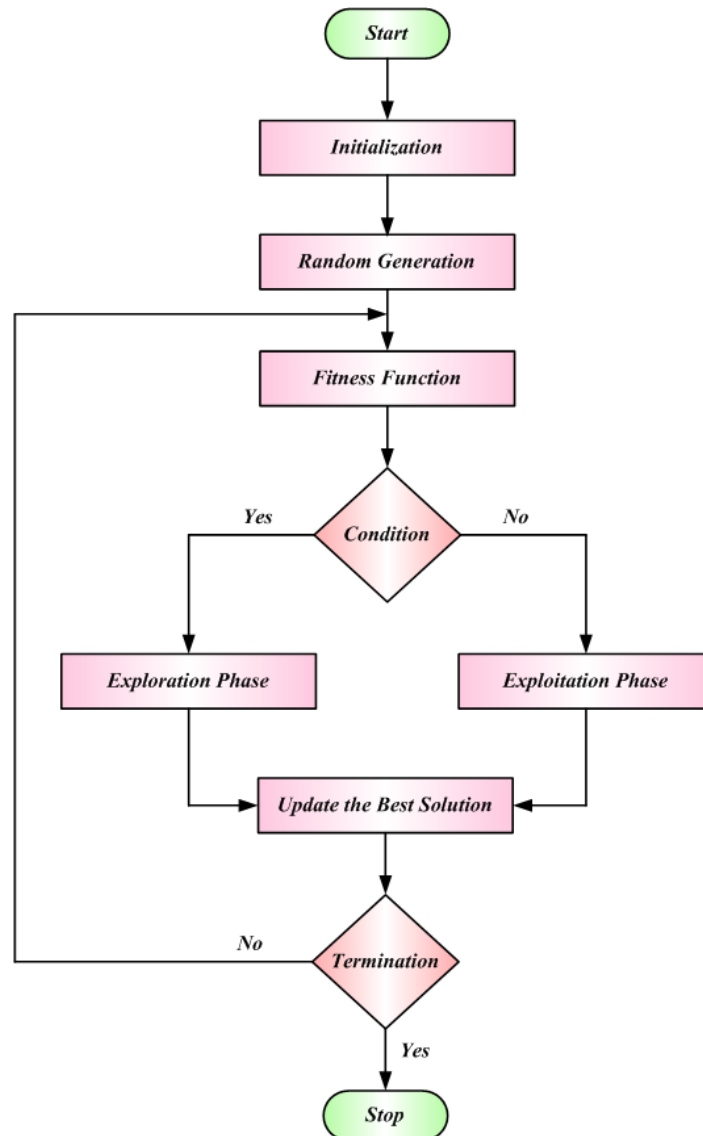 Start
Initialization
Random Generation
Fitness Function
Yes
No
Condition
Exploration Phase
Exploitation Phase
Update the Best Solution
No
Termination
Yes
Stop